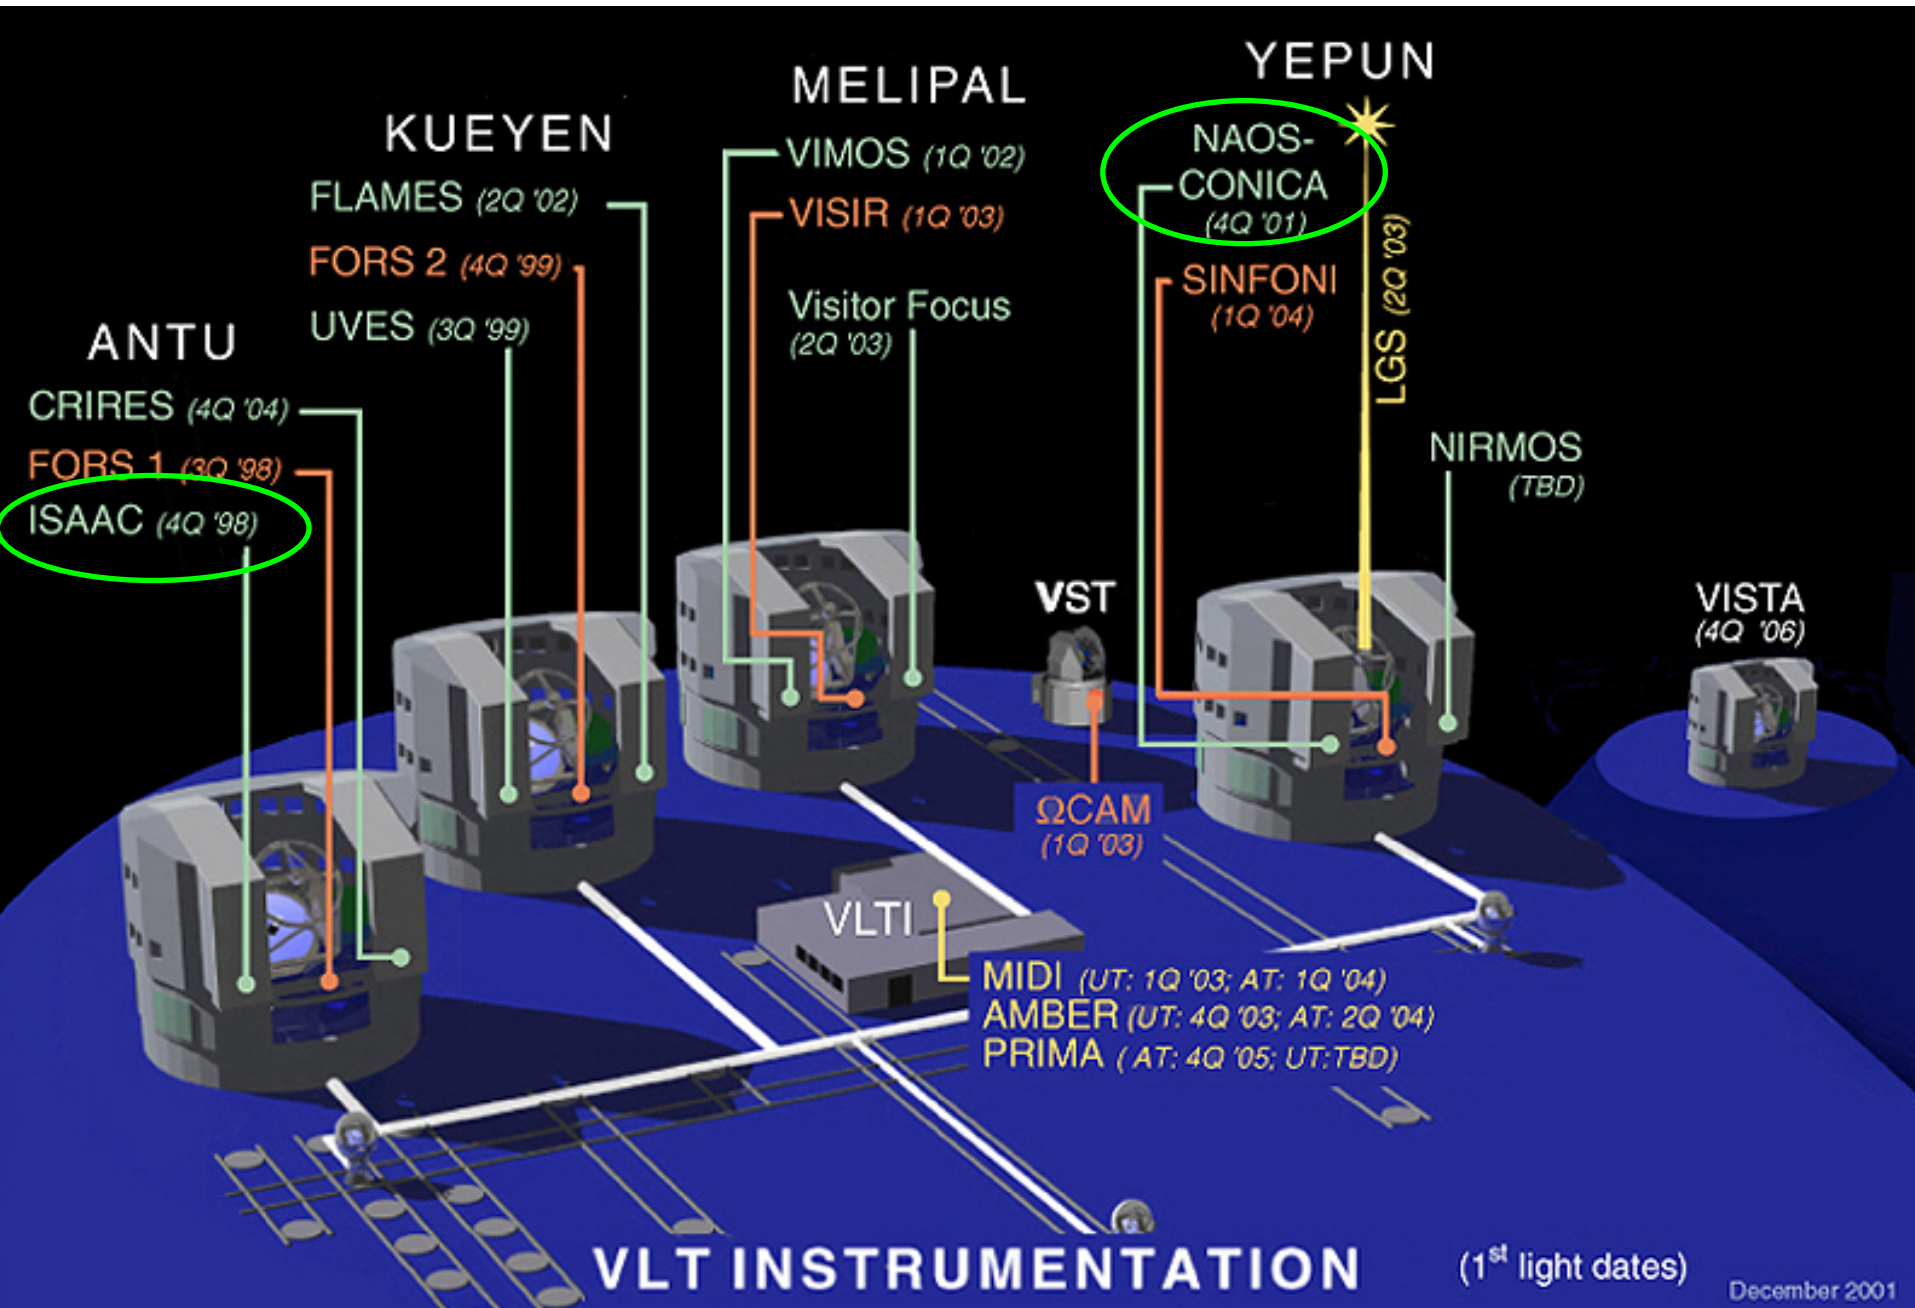 ANTU
CRIRES (4Q '04)
FORS 1 (3Q '98)
ISAAC (4Q '98)
KUEYEN
FLAMES (2Q '02)
FORS 2 (4Q '99)
UVES (3Q '99)
MELIPAL
VIMOS (1Q '02)
VISIR (1Q '03)
Visitor Focus
(2Q '03)
YEPUN
NAOS-
CONICA
(4Q '01)
SINFONI
(1Q '04)
LGS (2Q '03)
NIRMOS
(TBD)
VST
ΩCAM
(1Q '03)
VISTA
(4Q '06)
VLTI
MIDI (UT: 1Q '03; AT: 1Q '04)
AMBER (UT: 4Q '03; AT: 2Q '04)
PRIMA ( AT: 4Q '05; UT:TBD)
VLT INSTRUMENTATION (1st light dates)
December 2001